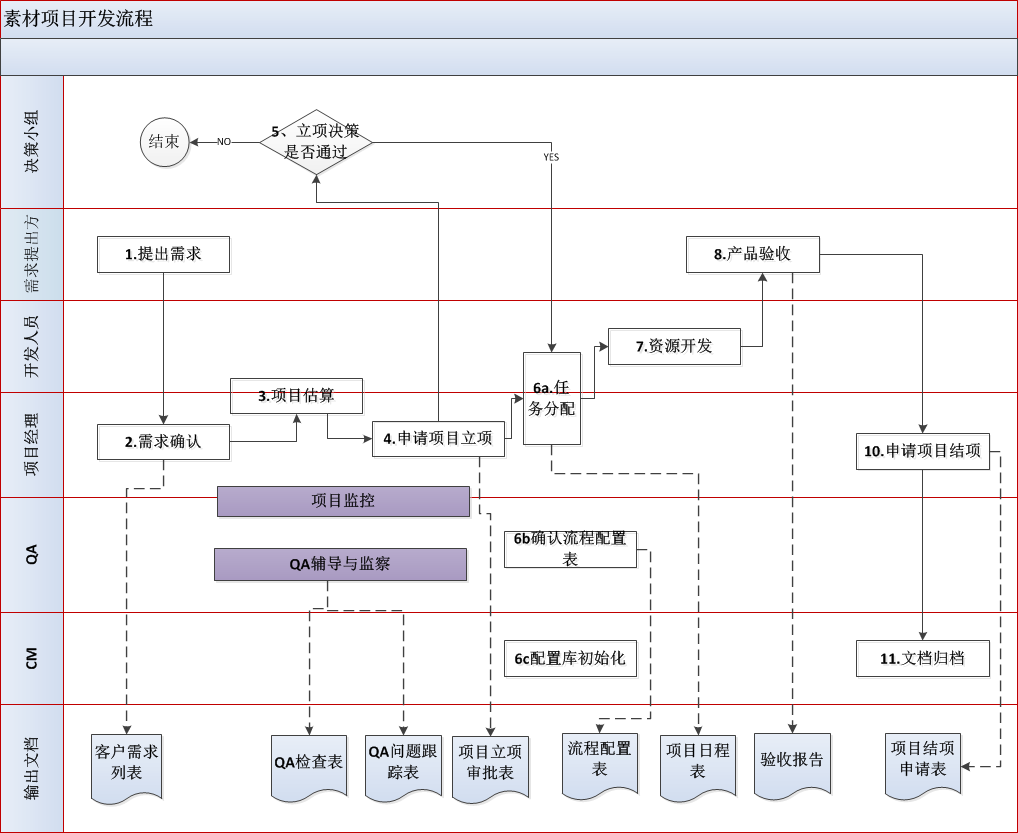 素材项目开发流程
决策小组
结束
NO
5、立项决策
是否通过
YES
需求提出方
1.提出需求
8.产品验收
开发人员
7.资源开发
3.项目估算
6a.任
务分配
项目经理
2.需求确认
4.申请项目立项
10.申请项目结项
项目监控
QA
6b确认流程配置
表
QA辅导与监察
CM
6c配置库初始化
11.文档归档
输出文档
客户需求
列表
QA检查表
QA问题跟
踪表
项目立项
审批表
流程配置
表
项目日程
表
验收报告
项目结项
申请表